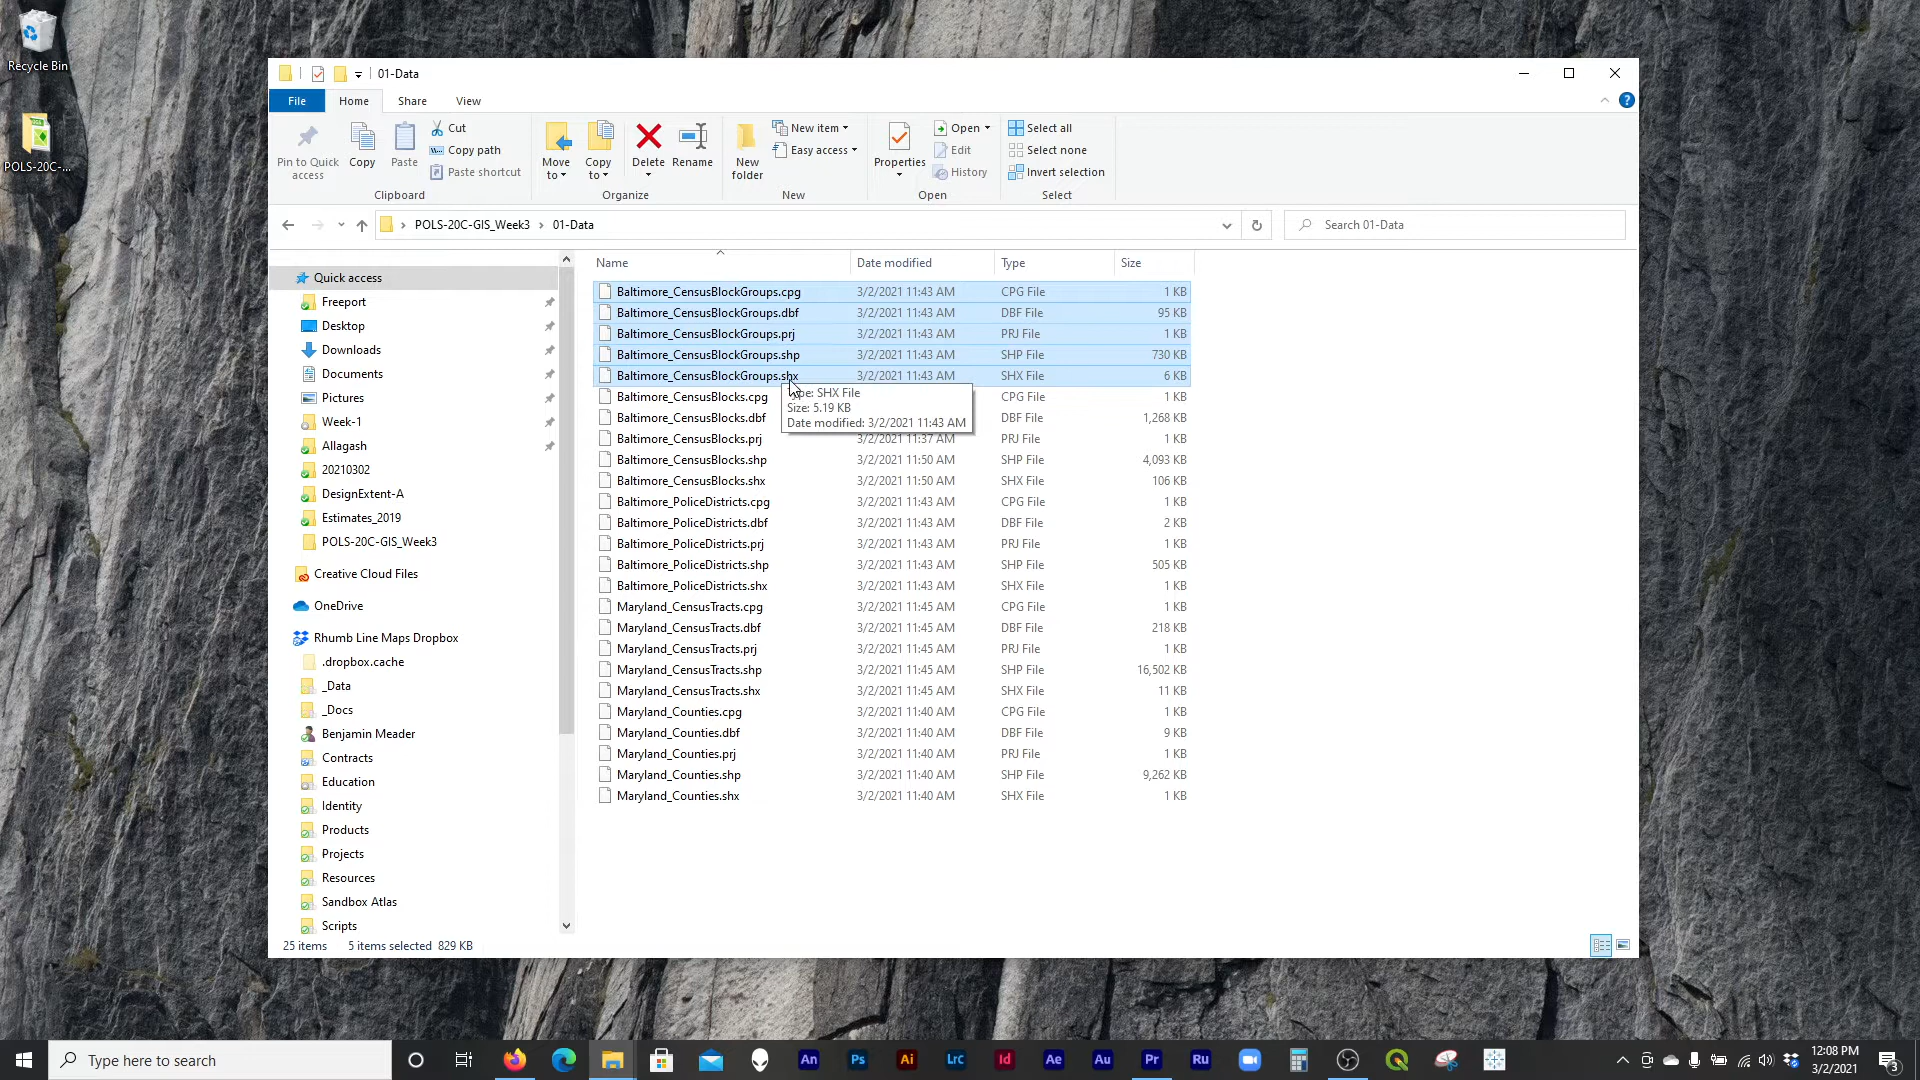 Recycle Bin
POLS-20C-...
01-Data
File Home Share View
Pin to Quick access
Copy
Paste
Cut
Copy path
Paste shortcut
Clipboard
Move to
Copy to
Delete
Rename
Organize
New folder
New item
Easy access
New
Properties
Open
Edit
History
Open
Select all
Select none
Invert selection
Select
POLS-20C-GIS_Week3 › 01-Data
Search 01-Data
Quick access
Freeport
Desktop
Downloads
Documents
Pictures
Week-1
Allagash
20210302
DesignExtent-A
Estimates_2019
POLS-20C-GIS_Week3
Creative Cloud Files
OneDrive
Rhumb Line Maps Dropbox
.dropbox.cache
_Data
_Docs
Benjamin Meader
Contracts
Education
Identity
Products
Projects
Resources
Sandbox Atlas
Scripts
Name Date modified Type Size
Baltimore_CensusBlockGroups.cpg 3/2/2021 11:43 AM CPG File 1 KB
Baltimore_CensusBlockGroups.dbf 3/2/2021 11:43 AM DBF File 95 KB
Baltimore_CensusBlockGroups.prj 3/2/2021 11:43 AM PRJ File 1 KB
Baltimore_CensusBlockGroups.shp 3/2/2021 11:43 AM SHP File 730 KB
Baltimore_CensusBlockGroups.shx 3/2/2021 11:43 AM SHX File 6 KB
Baltimore_CensusBlocks.cpg CPG File 1 KB
Baltimore_CensusBlocks.dbf DBF File 1,268 KB
Baltimore_CensusBlocks.prj 3/2/2021 11:37 AM PRJ File 1 KB
Baltimore_CensusBlocks.shp 3/2/2021 11:50 AM SHP File 4,093 KB
Baltimore_CensusBlocks.shx 3/2/2021 11:50 AM SHX File 106 KB
Baltimore_PoliceDistricts.cpg 3/2/2021 11:43 AM CPG File 1 KB
Baltimore_PoliceDistricts.dbf 3/2/2021 11:43 AM DBF File 2 KB
Baltimore_PoliceDistricts.prj 3/2/2021 11:43 AM PRJ File 1 KB
Baltimore_PoliceDistricts.shp 3/2/2021 11:43 AM SHP File 505 KB
Baltimore_PoliceDistricts.shx 3/2/2021 11:43 AM SHX File 1 KB
Maryland_CensusTracts.cpg 3/2/2021 11:45 AM CPG File 1 KB
Maryland_CensusTracts.dbf 3/2/2021 11:45 AM DBF File 218 KB
Maryland_CensusTracts.prj 3/2/2021 11:45 AM PRJ File 1 KB
Maryland_CensusTracts.shp 3/2/2021 11:45 AM SHP File 16,502 KB
Maryland_CensusTracts.shx 3/2/2021 11:45 AM SHX File 11 KB
Maryland_Counties.cpg 3/2/2021 11:40 AM CPG File 1 KB
Maryland_Counties.dbf 3/2/2021 11:40 AM DBF File 9 KB
Maryland_Counties.prj 3/2/2021 11:40 AM PRJ File 1 KB
Maryland_Counties.shp 3/2/2021 11:40 AM SHP File 9,262 KB
Maryland_Counties.shx 3/2/2021 11:40 AM SHX File 1 KB
SHX File
Size: 5.19 KB
Date modified: 3/2/2021 11:43 AM
25 items 5 items selected 829 KB
Type here to search
An Ps Ai Lrc Id Ae Au Pr Ru
12:08 PM
3/2/2021
3